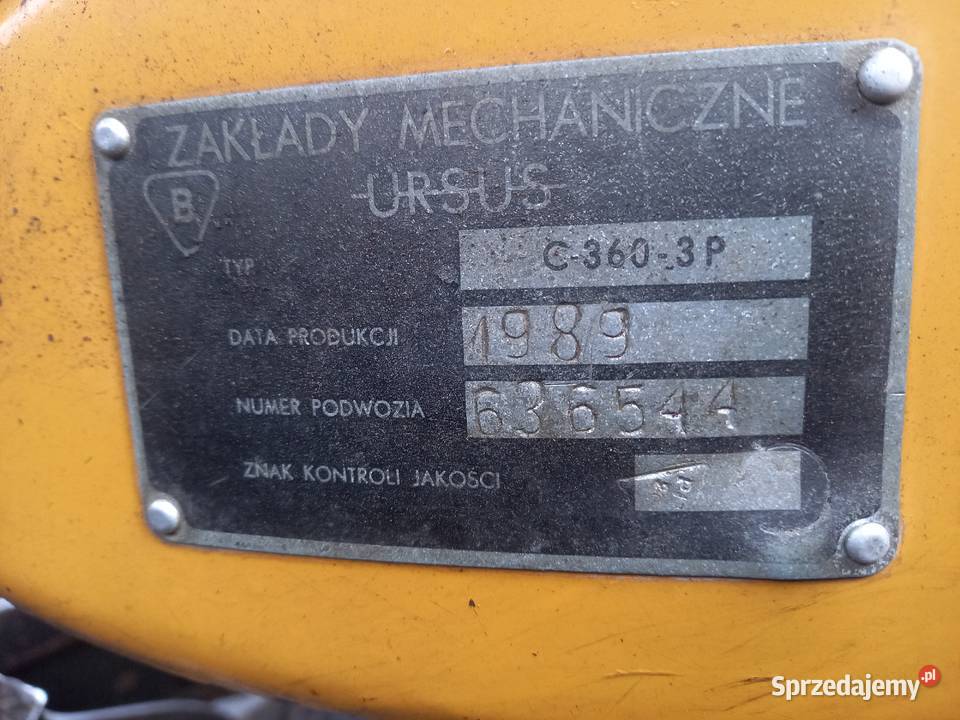 ZAKŁADY MECHANICZNE
URSUS
B
TYP C-360-3P
DATA PRODUKCJI 1989
NUMER PODWOZIA 636544
ZNAK KONTROLI JAKOŚCI
Sprzedajemy.pl